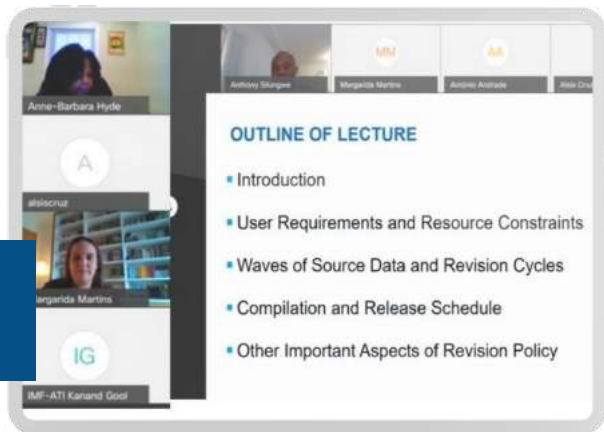 Anne-Barbara Hyde
A
alsiscruz
Margarida Martins
IG
IMF-ATI Kanand Gool
Anthony Silungwe
MM
Margarida Martins
AA
António Andrade
OUTLINE OF LECTURE
Introduction
User Requirements and Resource Constraints
Waves of Source Data and Revision Cycles
Compilation and Release Schedule
Other Important Aspects of Revision Policy